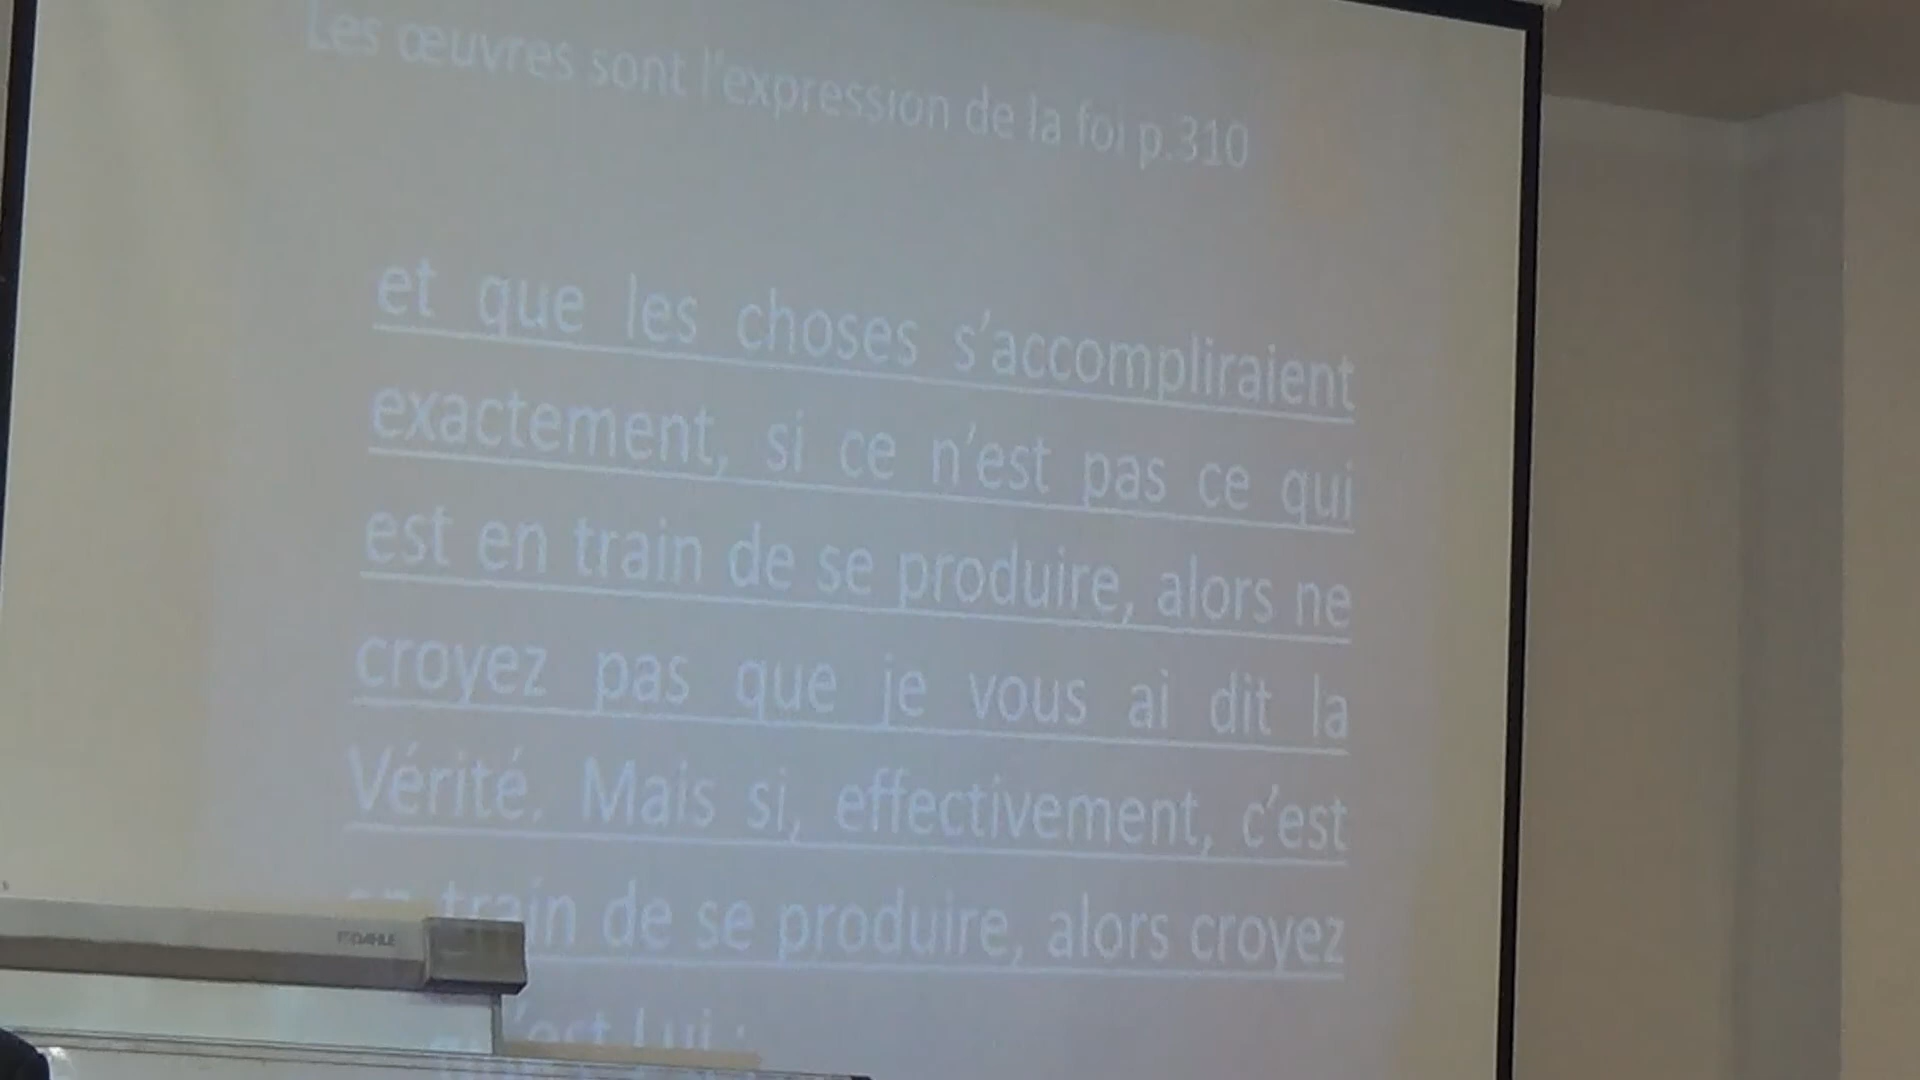 Les œuvres sont l'expression de la foi p.310
et que les choses s'accompliraient
exactement, si ce n'est pas ce qui
est en train de se produire, alors ne
croyez pas que je vous ai dit la
Vérité. Mais si, effectivement, c'est
train de se produire, alors croyez
Lui :
DAHLE